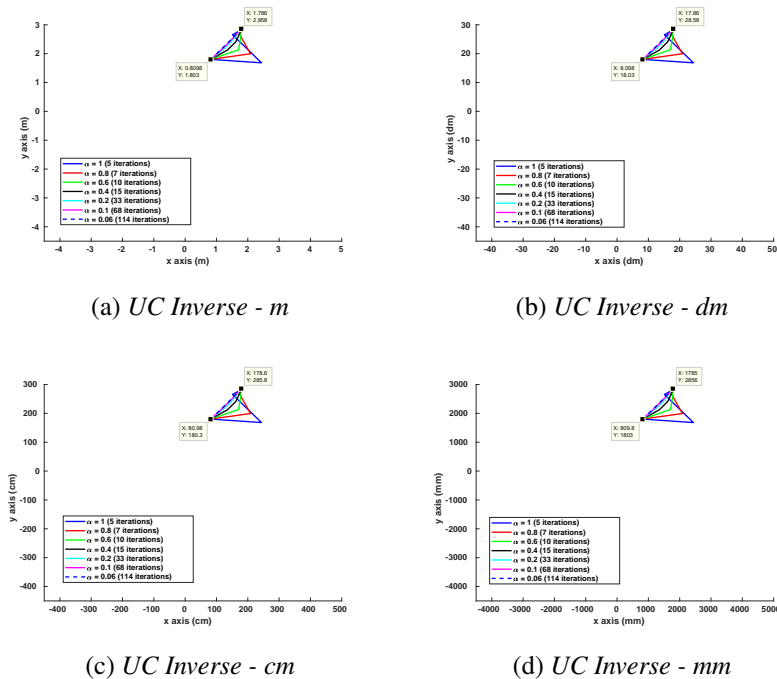 X: 1.786
Y: 2.858
X: 0.8098
Y: 1.803
3
2
1
0
-1
-2
-3
-4
y axis (m)
α = 1 (5 iterations)
α = 0.8 (7 iterations)
α = 0.6 (10 iterations)
α = 0.4 (15 iterations)
α = 0.2 (33 iterations)
α = 0.1 (68 iterations)
α = 0.06 (114 iterations)
-4 -3 -2 -1 0 1 2 3 4 5
x axis (m)
(a) UC Inverse - m
X: 17.86
Y: 28.58
X: 8.098
Y: 18.03
30
20
10
0
-10
-20
-30
-40
y axis (dm)
α = 1 (5 iterations)
α = 0.8 (7 iterations)
α = 0.6 (10 iterations)
α = 0.4 (15 iterations)
α = 0.2 (33 iterations)
α = 0.1 (68 iterations)
α = 0.06 (114 iterations)
-40 -30 -20 -10 0 10 20 30 40 50
x axis (dm)
(b) UC Inverse - dm
X: 178.6
Y: 285.8
X: 80.98
Y: 180.3
300
200
100
0
-100
-200
-300
-400
y axis (cm)
α = 1 (5 iterations)
α = 0.8 (7 iterations)
α = 0.6 (10 iterations)
α = 0.4 (15 iterations)
α = 0.2 (33 iterations)
α = 0.1 (68 iterations)
α = 0.06 (114 iterations)
-400 -300 -200 -100 0 100 200 300 400 500
x axis (cm)
(c) UC Inverse - cm
X: 1785
Y: 2856
X: 809.8
Y: 1803
3000
2000
1000
0
-1000
-2000
-3000
-4000
y axis (mm)
α = 1 (5 iterations)
α = 0.8 (7 iterations)
α = 0.6 (10 iterations)
α = 0.4 (15 iterations)
α = 0.2 (33 iterations)
α = 0.1 (68 iterations)
α = 0.06 (114 iterations)
-4000 -3000 -2000 -1000 0 1000 2000 3000 4000 5000
x axis (mm)
(d) UC Inverse - mm